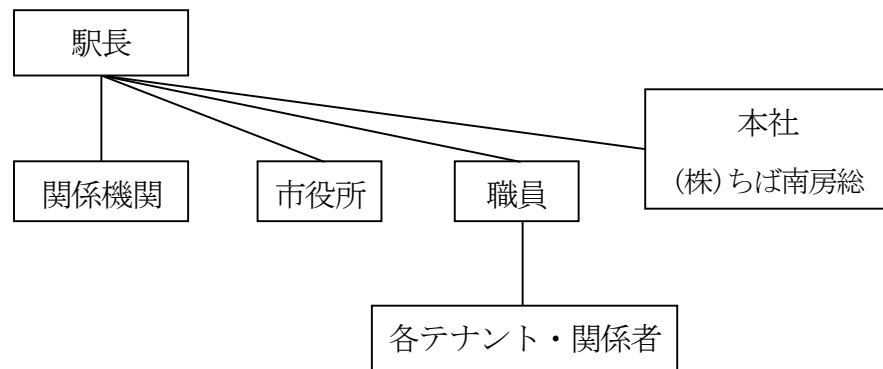 駅長
本社
(株)ちば南房総
関係機関
市役所
職員
各テナント・関係者